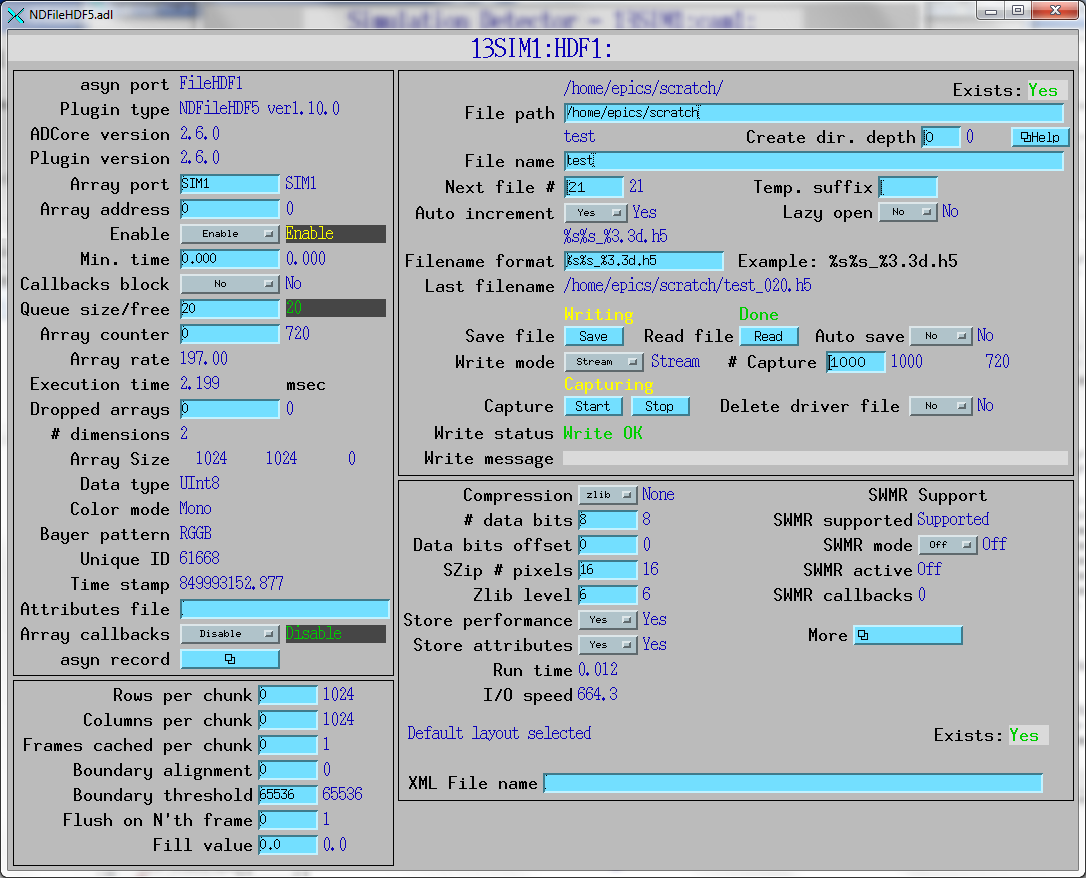 NDFileHDF5.adl
Simulation Detector - 13SIM1:cam1:
13SIM1:HDF1:
asyn port FileHDF1
Plugin type NDFileHDF5 ver1.10.0
ADCore version 2.6.0
Plugin version 2.6.0
Array port SIM1 SIM1
Array address 0 0
Enable Enable Enable
Min. time 0.000 0.000
Callbacks block No No
Queue size/free 20 20
Array counter 0 720
Array rate 197.00
Execution time 2.199 msec
Dropped arrays 0 0
# dimensions 2
Array Size 1024 1024 0
Data type UInt8
Color mode Mono
Bayer pattern RGGB
Unique ID 61668
Time stamp 849993152.877
Attributes file
Array callbacks Disable Disable
asyn record
Rows per chunk 0 1024
Columns per chunk 0 1024
Frames cached per chunk 0 1
Boundary alignment 0 0
Boundary threshold 65536 65536
Flush on N'th frame 0 1
Fill value 0.0 0.0
/home/epics/scratch/ Exists: Yes
File path /home/epics/scratch
test Create dir. depth 0 0 Help
File name test
Next file # 21 21 Temp. suffix
Auto increment Yes Yes Lazy open No No
%s%s_%3.3d.h5
Filename format %s%s_%3.3d.h5 Example: %s%s_%3.3d.h5
Last filename /home/epics/scratch/test_020.h5
Writing Done
Save file Save Read file Read Auto save No No
Write mode Stream Stream # Capture 1000 1000 720
Capturing
Capture Start Stop Delete driver file No No
Write status Write OK
Write message
Compression zlib None
# data bits 8 8
Data bits offset 0 0
SZip # pixels 16 16
Zlib level 6 6
Store performance Yes Yes
Store attributes Yes Yes
Run time 0.012
I/O speed 664.3
SWMR Support
SWMR supported Supported
SWMR mode Off Off
SWMR active Off
SWMR callbacks 0
More
Default layout selected Exists: Yes
XML File name